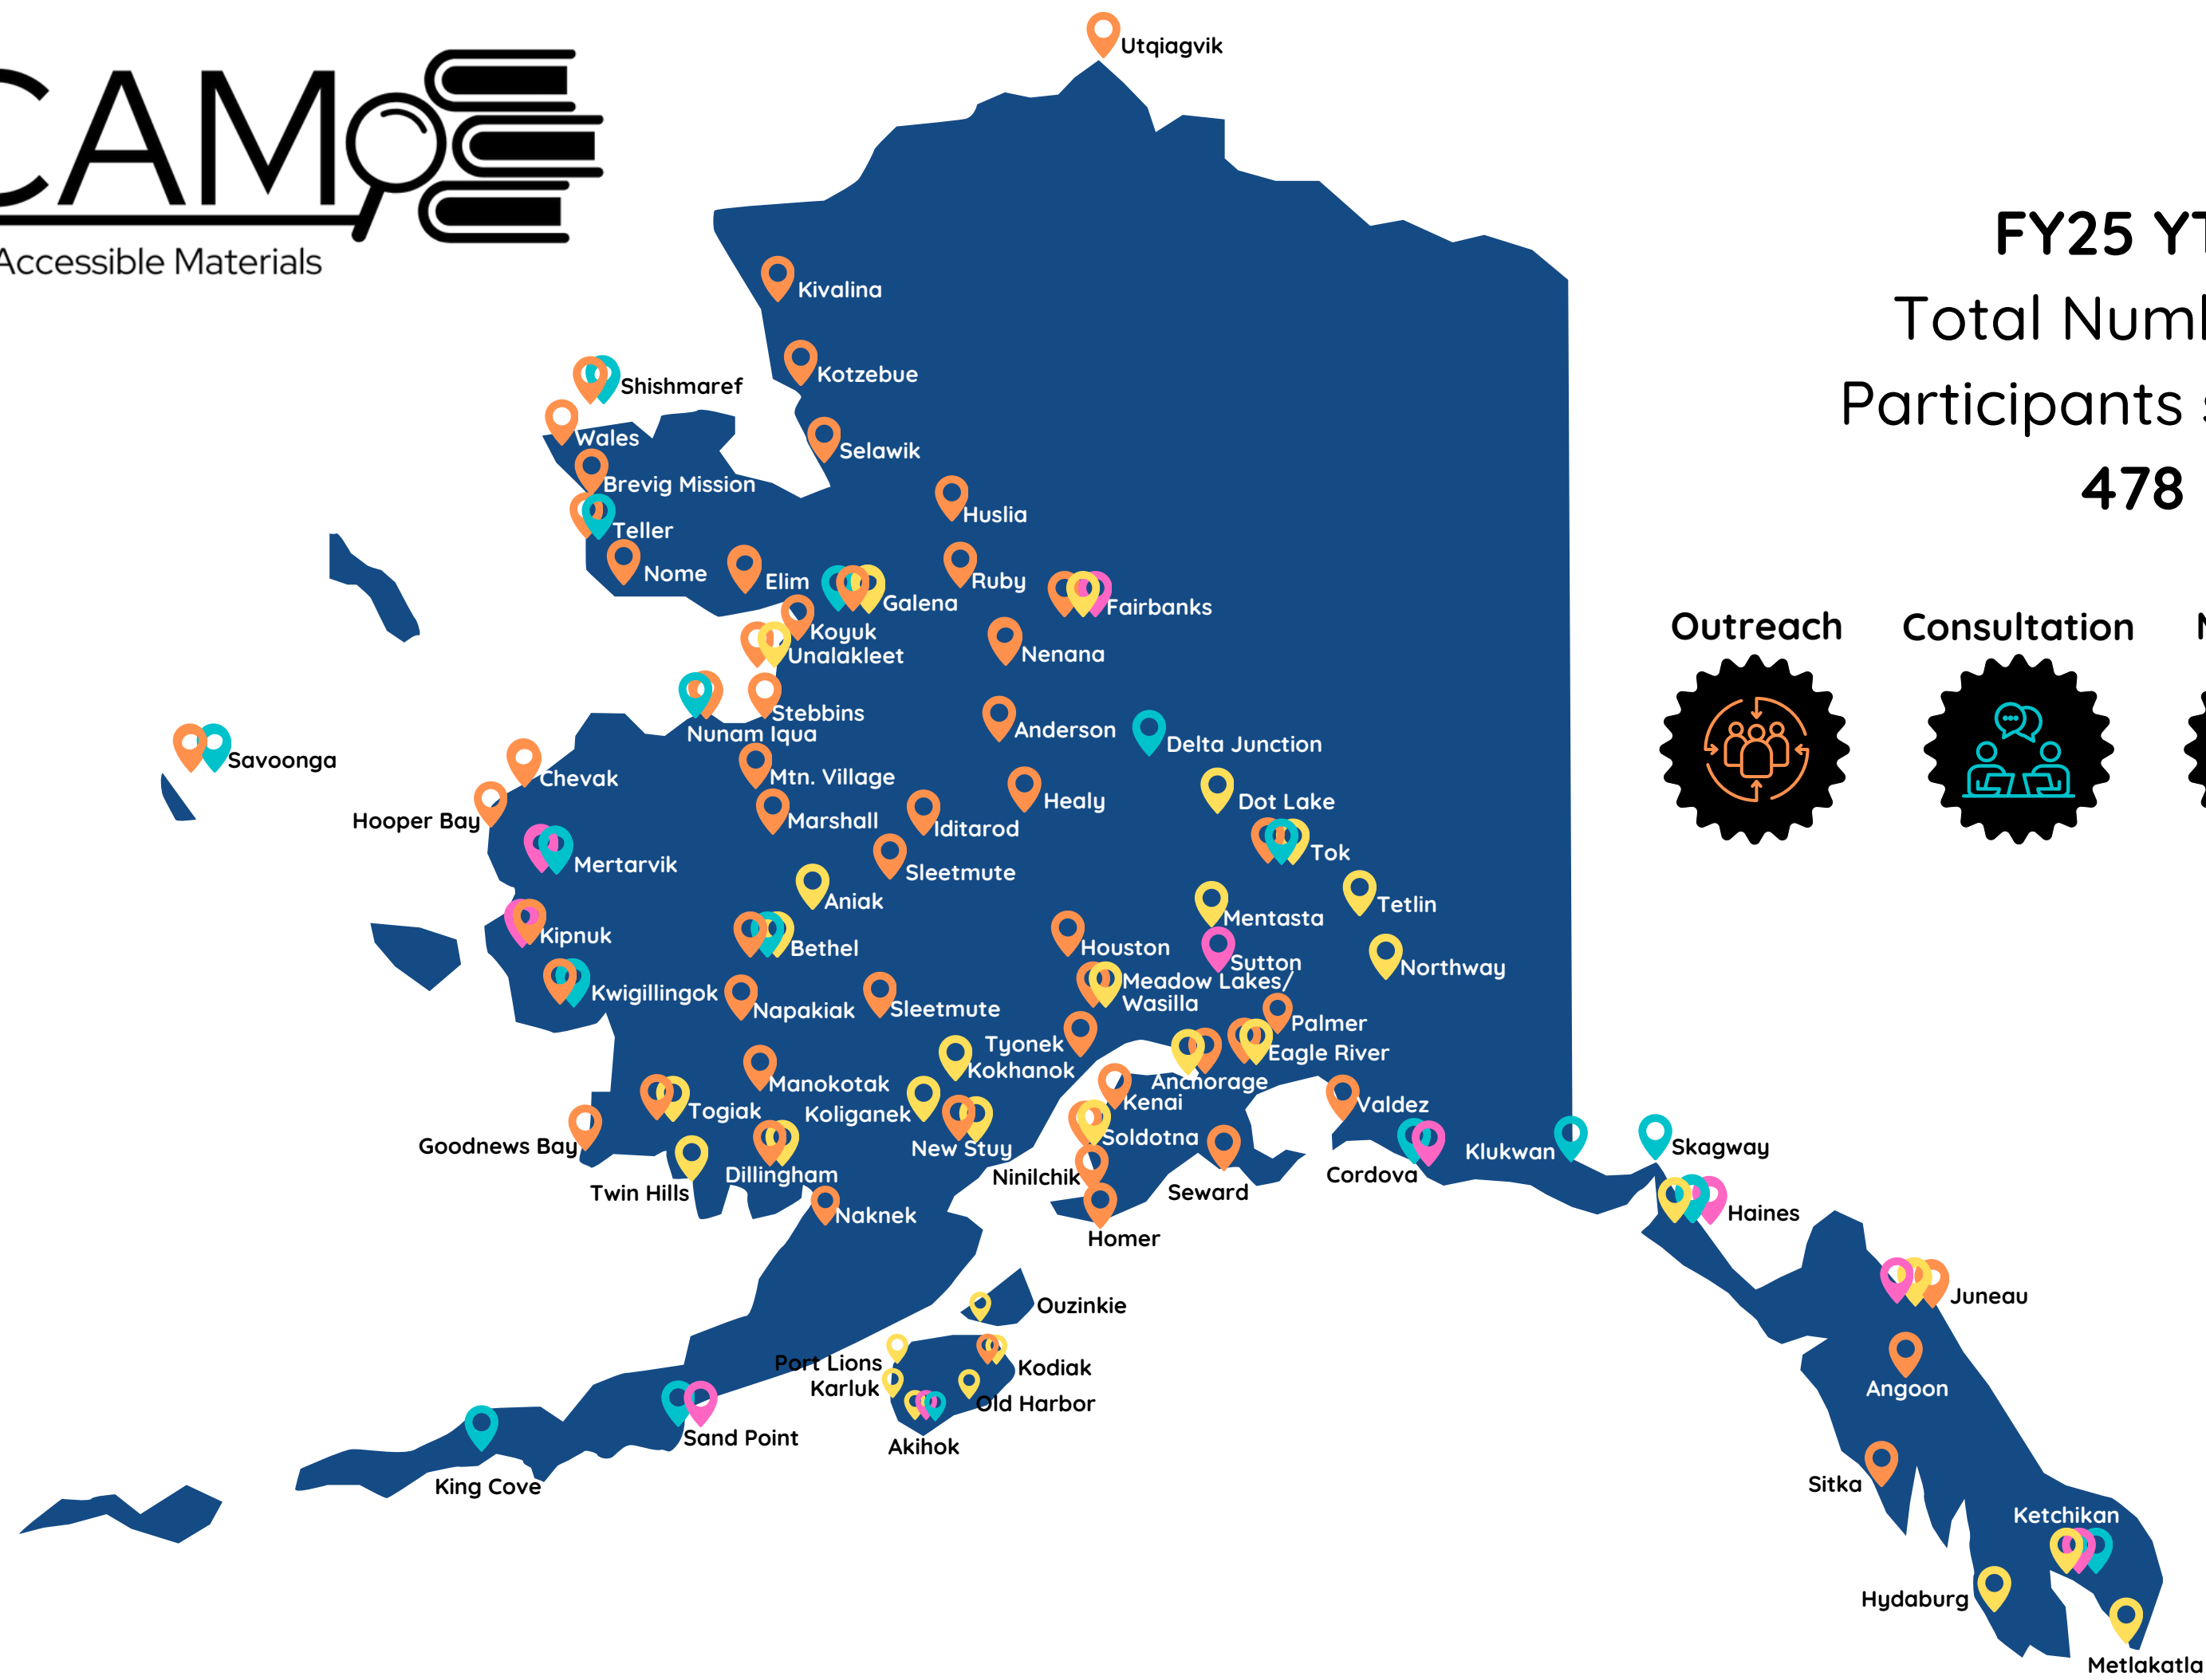 CAM
Accessible Materials
FY25 YT
Total Num
Participants s
478
Outreach
Consultation
Utqiagvik
Kivalina
Kotzebue
Shishmaref
Wales
Selawik
Brevig Mission
Huslia
Teller
Nome
Elim
Ruby
Galena
Fairbanks
Koyuk
Unalakleet
Nenana
Stebbins
Nunam Iqua
Anderson
Delta Junction
Savoonga
Chevak
Mtn. Village
Healy
Dot Lake
Hooper Bay
Marshall
Iditarod
Tok
Mertarvik
Sleetmute
Aniak
Tetlin
Mentasta
Kipnuk
Bethel
Houston
Sutton
Northway
Meadow Lakes/
Wasilla
Kwigillingok
Napakiak
Sleetmute
Palmer
Tyonek
Eagle River
Kokhanok
Anchorage
Manokotak
Kenai
Togiak
Koliganek
Valdez
Soldotna
Goodnews Bay
New Stuy
Klukwan
Skagway
Dillingham
Ninilchik
Cordova
Twin Hills
Seward
Naknek
Haines
Homer
Juneau
Ouzinkie
Port Lions
Kodiak
Karluk
Old Harbor
Angoon
Sand Point
Akihok
King Cove
Sitka
Ketchikan
Hydaburg
Metlakatla